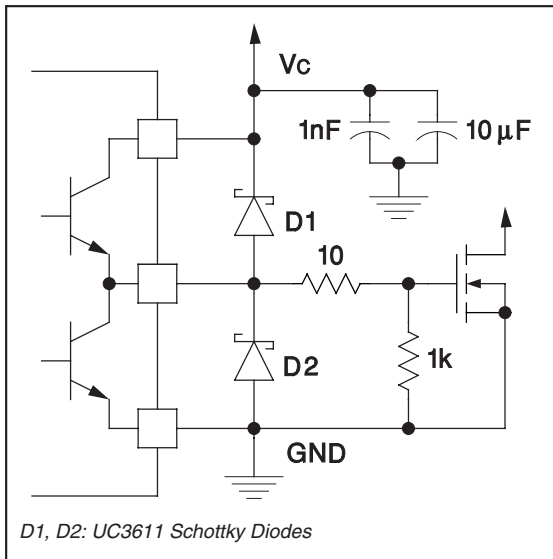 Vc
1nF
10 µF
D1
10
D2
1k
GND
D1, D2: UC3611 Schottky Diodes